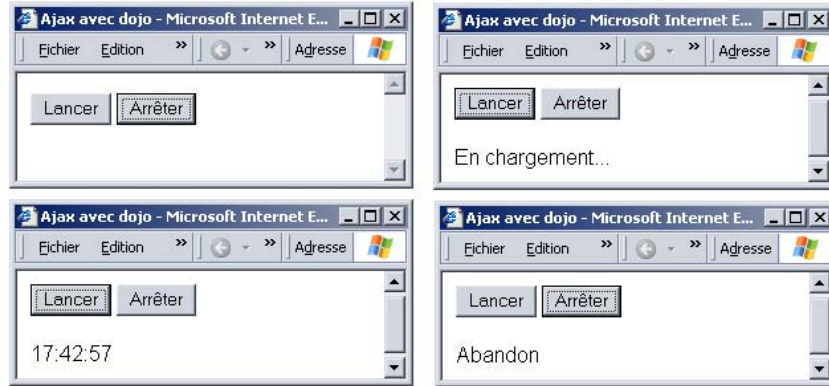 Ajax avec dojo - Microsoft Internet E...
Fichier Edition » » Adresse
Lancer Arrêter
Ajax avec dojo - Microsoft Internet E...
Fichier Edition » » Adresse
Lancer Arrêter
En chargement...
Ajax avec dojo - Microsoft Internet E...
Fichier Edition » » Adresse
Lancer Arrêter
17:42:57
Ajax avec dojo - Microsoft Internet E...
Fichier Edition » » Adresse
Lancer Arrêter
Abandon